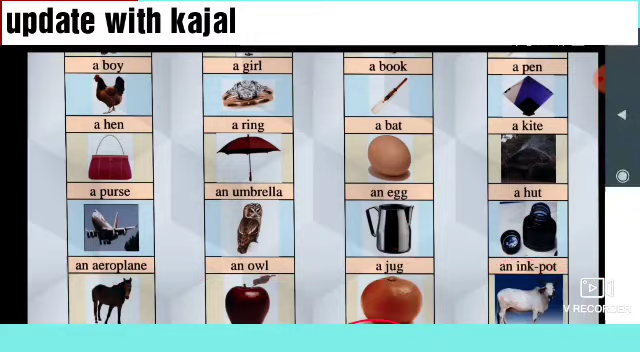 update with kajal
a boy a girl a book a pen
a hen a ring a bat a kite
a purse an umbrella an egg a hut
an aeroplane an owl a jug an ink-pot
V RECORDER